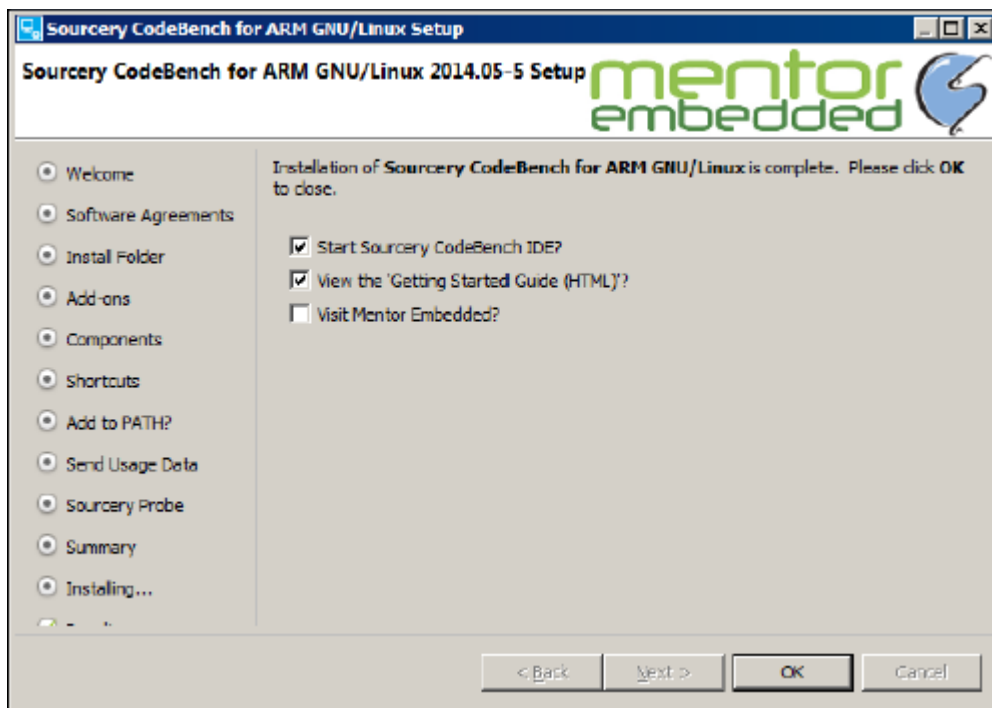 Sourcery CodeBench for ARM GNU/Linux Setup
Sourcery CodeBench for ARM GNU/Linux 2014.05-5 Setup
mentor
embedded
Welcome
Software Agreements
Install Folder
Add-ons
Components
Shortcuts
Add to PATH?
Send Usage Data
Sourcery Probe
Summary
Installing...
Installation of Sourcery CodeBench for ARM GNU/Linux is complete. Please click OK
to close.
Start Sourcery CodeBench IDE?
View the 'Getting Started Guide (HTML)'?
Visit Mentor Embedded?
< Back
Next >
OK
Cancel